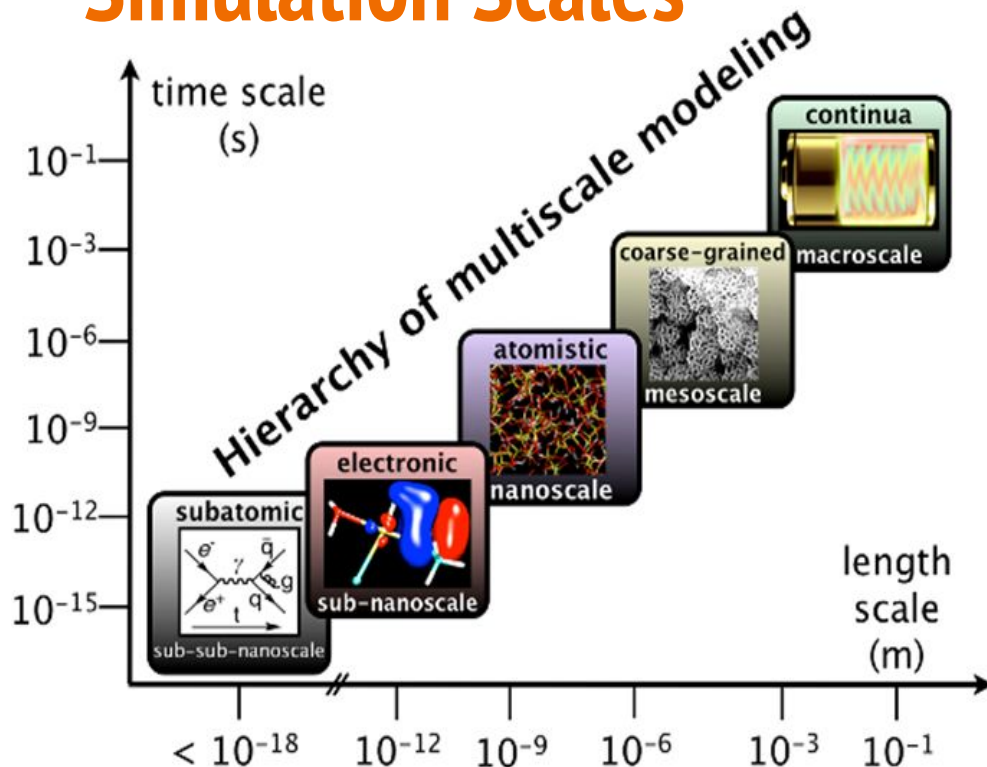 Simulation Scales
time scale
(s)
10⁻¹
10⁻³
10⁻⁶
10⁻⁹
10⁻¹²
10⁻¹⁵
Hierarchy of multiscale modeling
continua
macroscale
coarse-grained
mesoscale
atomistic
nanoscale
electronic
sub-nanoscale
subatomic
e⁻ q̄
γ g
e⁺ q
t
sub-sub-nanoscale
length
scale
(m)
< 10⁻¹⁸ 10⁻¹² 10⁻⁹ 10⁻⁶ 10⁻³ 10⁻¹